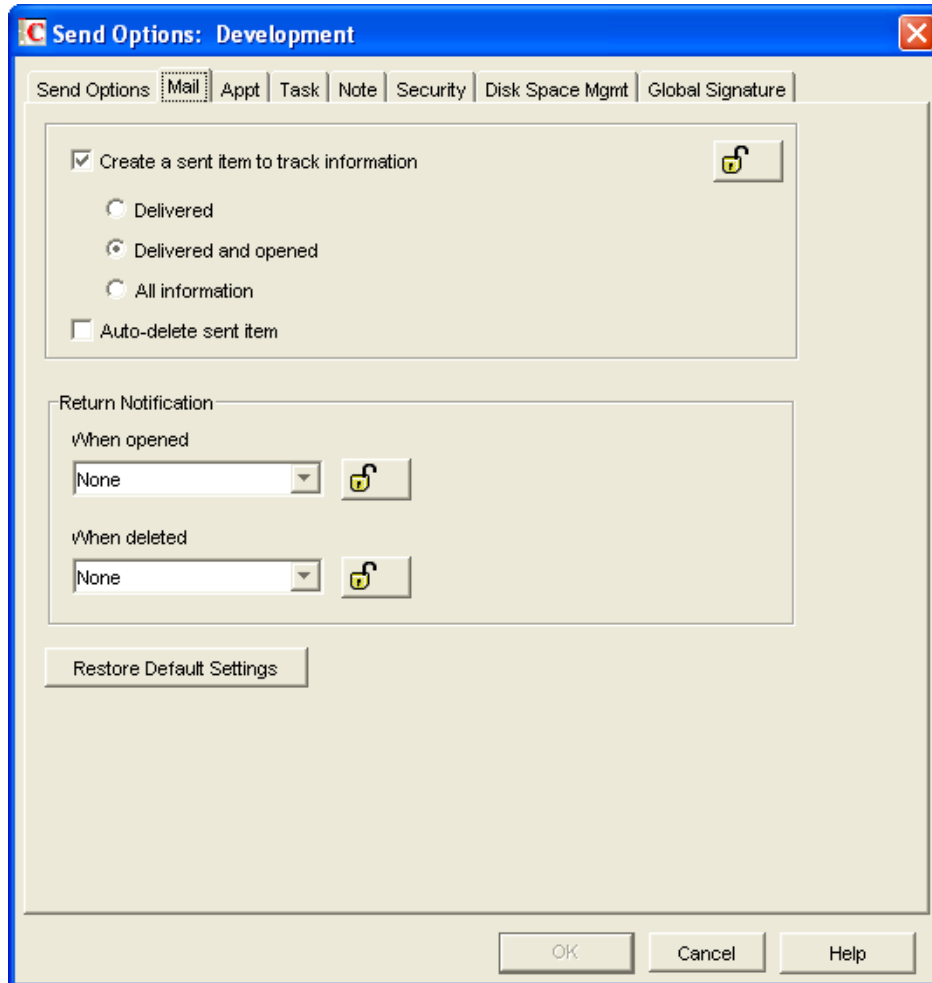 C Send Options: Development
Send Options Mail Appt Task Note Security Disk Space Mgmt Global Signature
Create a sent item to track information
Delivered
Delivered and opened
All information
Auto-delete sent item
Return Notification
When opened
None
When deleted
None
Restore Default Settings
OK Cancel Help